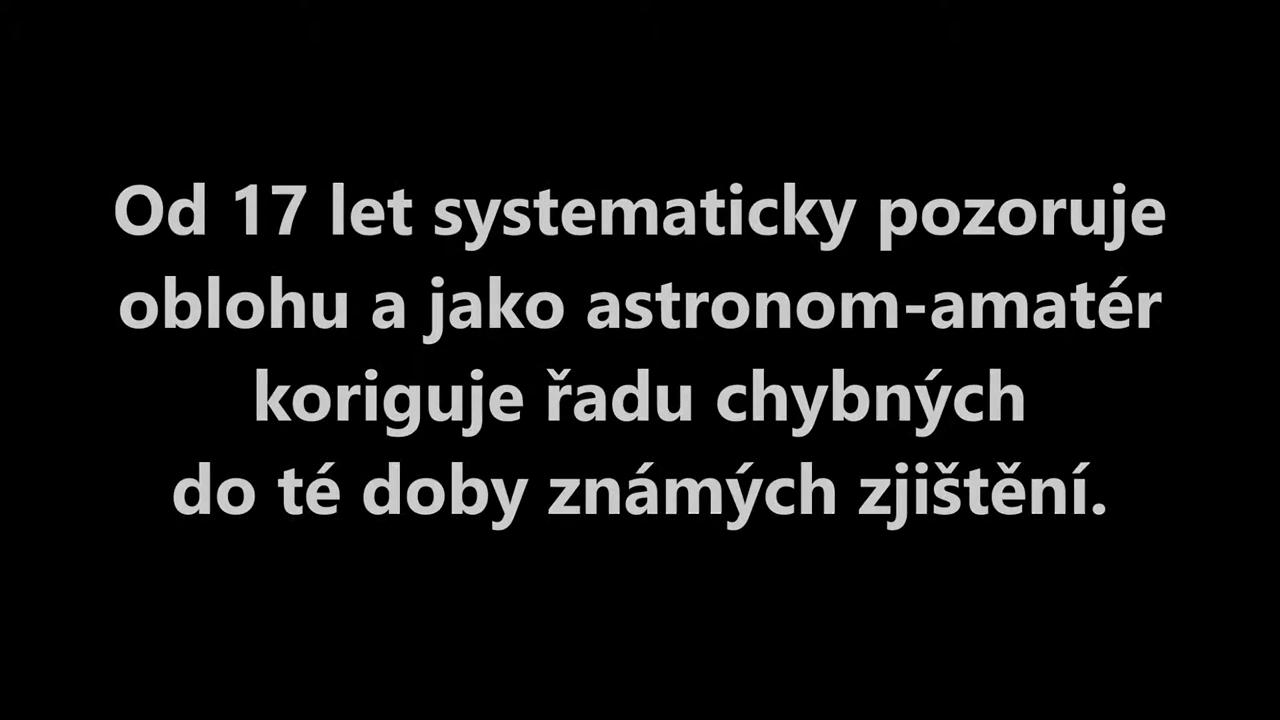 Od 17 let systematicky pozoruje
oblohu a jako astronom-amatér
koriguje řadu chybných
do té doby známých zjištění.